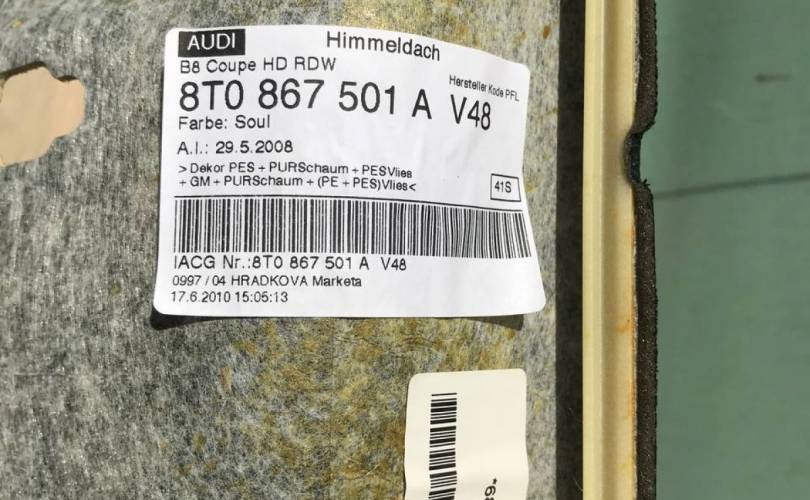 AUDI Himmeldach
B8 Coupe HD RDW
Hersteller Kode PFL
8T0 867 501 A V48
Farbe: Soul
A.I.: 29.5.2008
> Dekor PES + PURSchaum + PESVlies
+ GM + PURSchaum + (PE + PES)Vlies<
41S
IACG Nr.:8T0 867 501 A V48
0997 / 04 HRADKOVA Marketa
17.6.2010 15:05:13